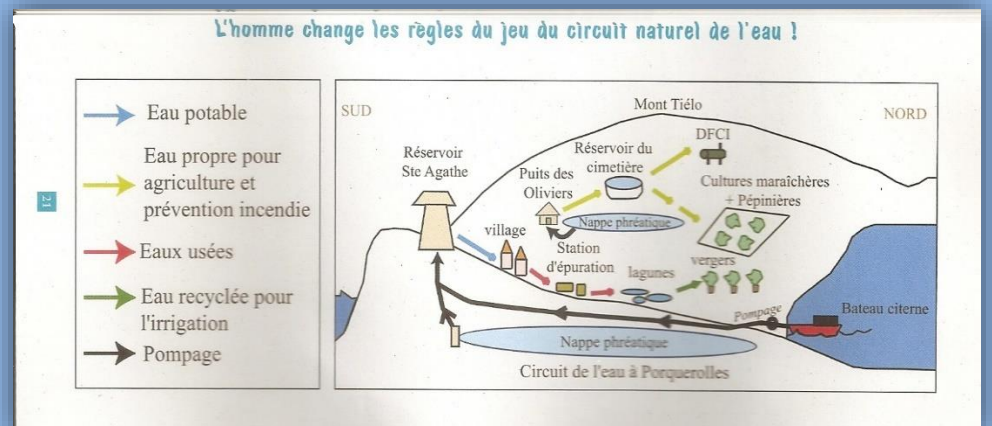 L'homme change les règles du jeu du circuit naturel de l'eau !
21
Eau potable
Eau propre pour
agriculture et
prévention incendie
Eaux usées
Eau recyclée pour
l'irrigation
Pompage
SUD
Mont Tiélo
NORD
Réservoir
Ste Agathe
Puits des
Oliviers
Réservoir du
cimetière
DFCI
Cultures maraîchères
+ Pépinières
Nappe phréatique
village
Station
d'épuration
lagunes
vergers
Pompage
Bateau citerne
Nappe phréatique
Circuit de l'eau à Porquerolles